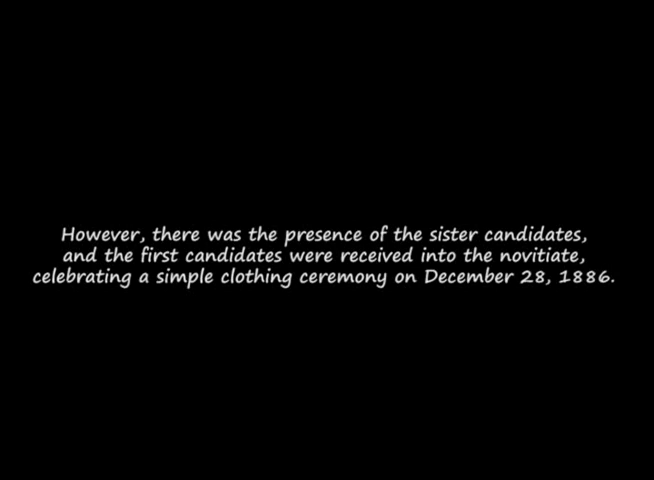 However, there was the presence of the sister candidates,
and the first candidates were received into the novitiate,
celebrating a simple clothing ceremony on December 28, 1886.